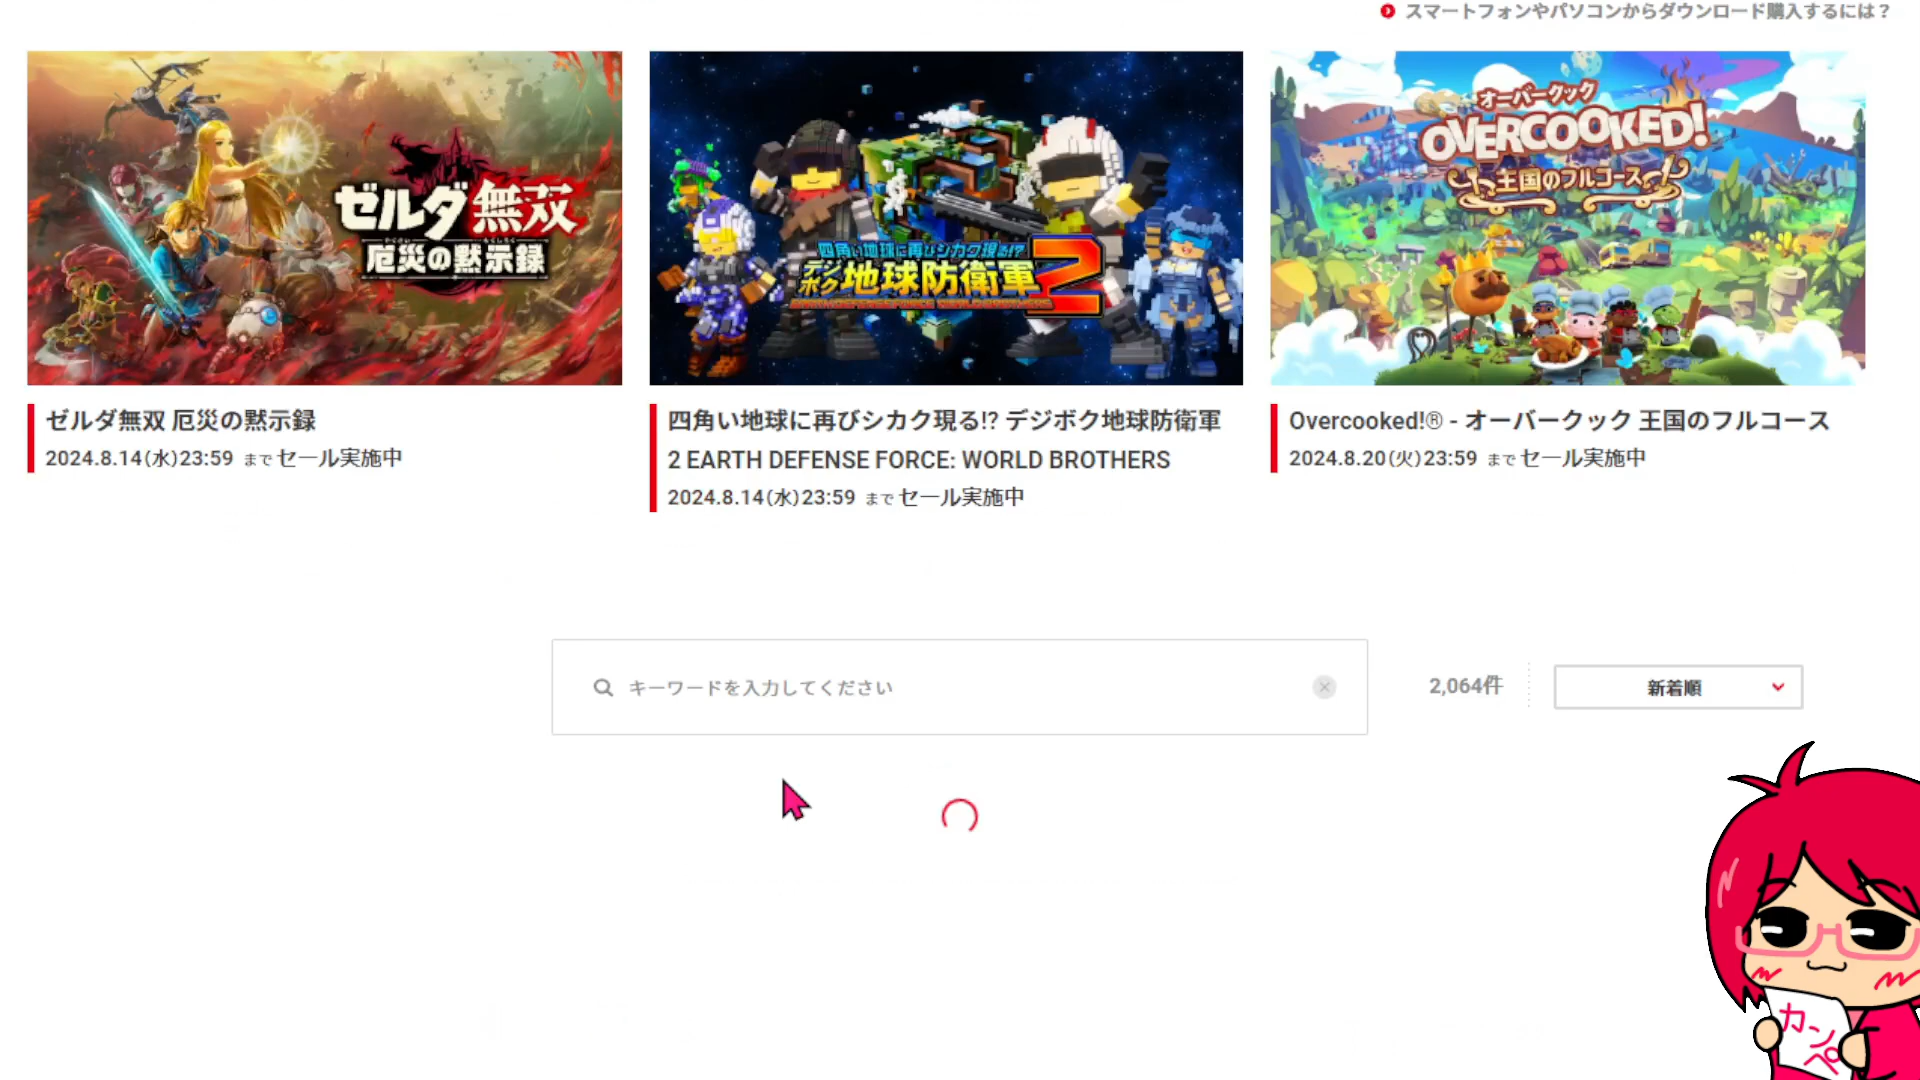 スマートフォンやパソコンからダウンロード購入するには？
ゼルダ無双
厄災の黙示録
四角い地球に再びシカク現る!?
デジボク地球防衛軍2
オーバークック
OVERCOOKED!
王国のフルコース
ゼルダ無双 厄災の黙示録
2024.8.14(水)23:59 まで セール実施中
四角い地球に再びシカク現る!? デジボク地球防衛軍
2 EARTH DEFENSE FORCE: WORLD BROTHERS
2024.8.14(水)23:59 まで セール実施中
Overcooked!® - オーバークック 王国のフルコース
2024.8.20(火)23:59 まで セール実施中
キーワードを入力してください
2,064件
新着順
カンペ